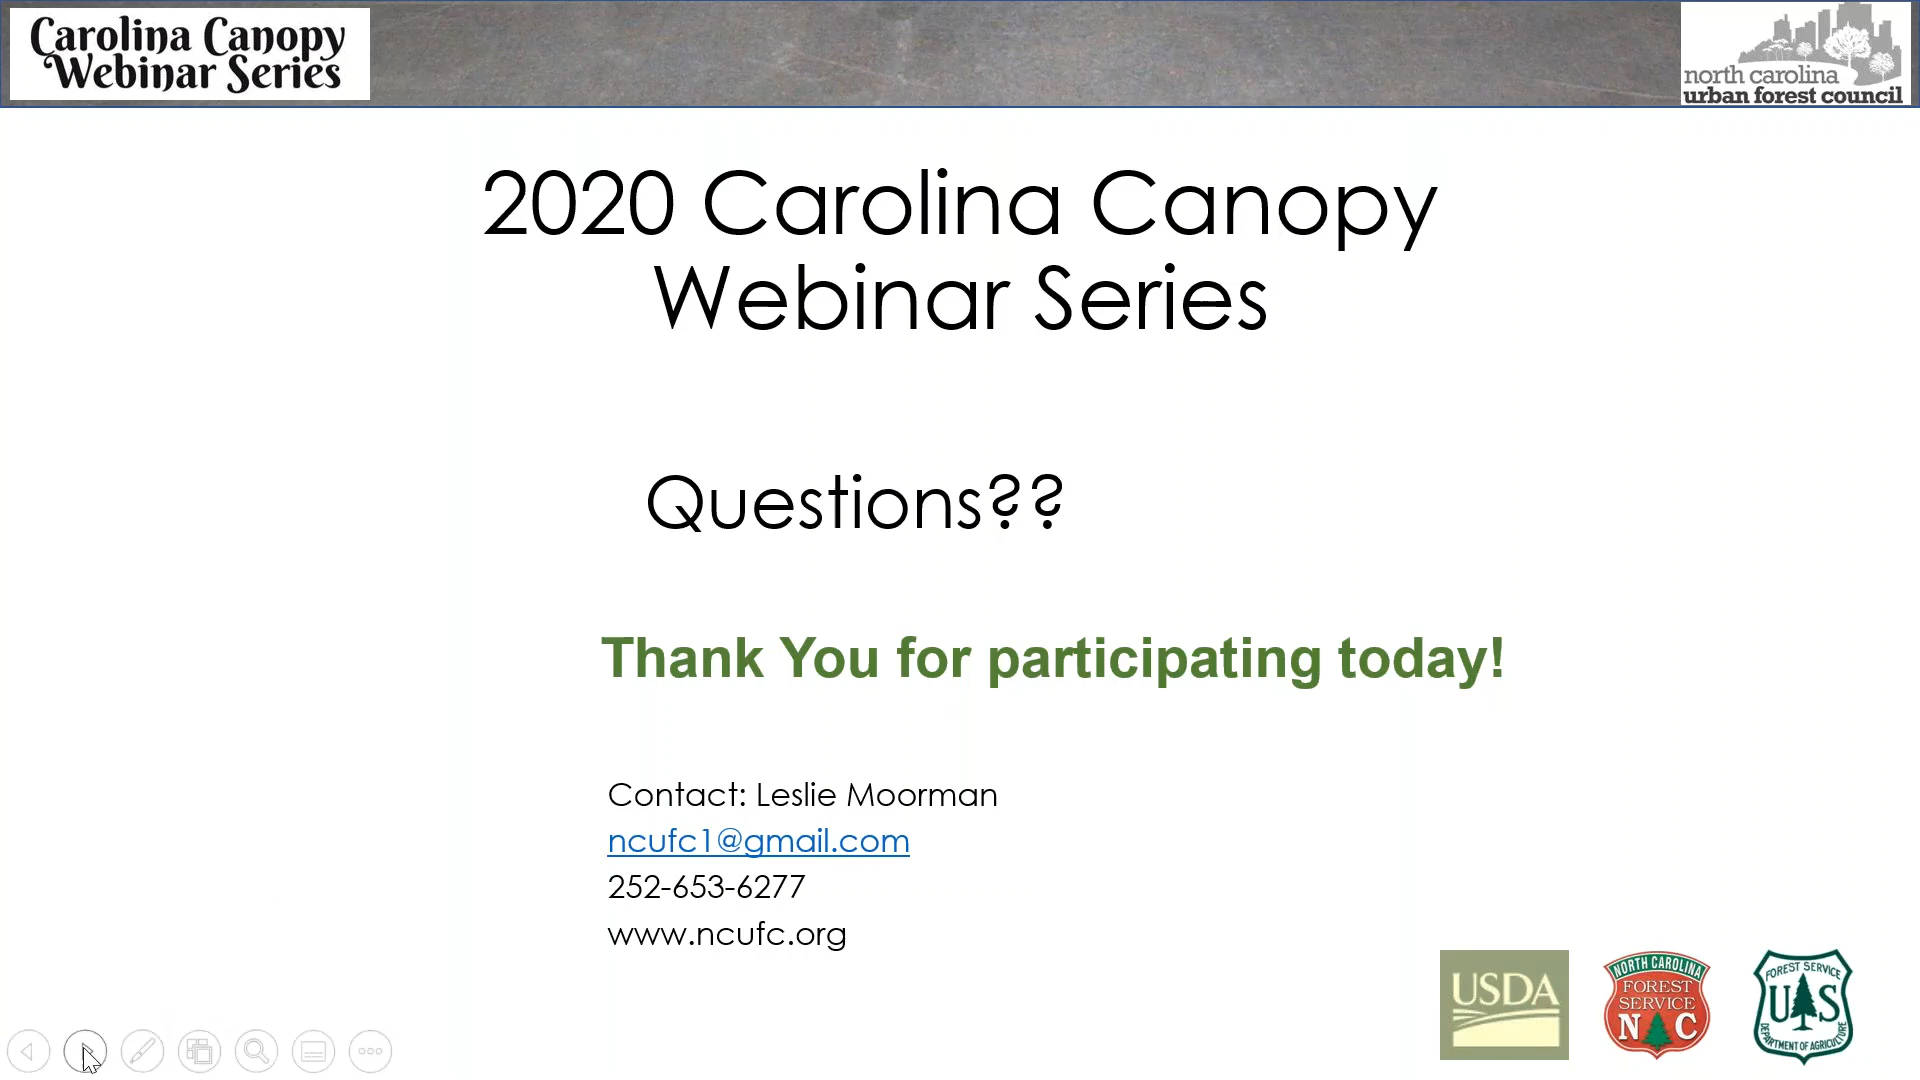 Carolina Canopy
Webinar Series
north carolina
urban forest council
2020 Carolina Canopy
Webinar Series
Questions??
Thank You for participating today!
Contact: Leslie Moorman
ncufc1@gmail.com
252-653-6277
www.ncufc.org
USDA
NORTH CAROLINA
FOREST
SERVICE
N C
FOREST SERVICE
U S
DEPARTMENT OF AGRICULTURE